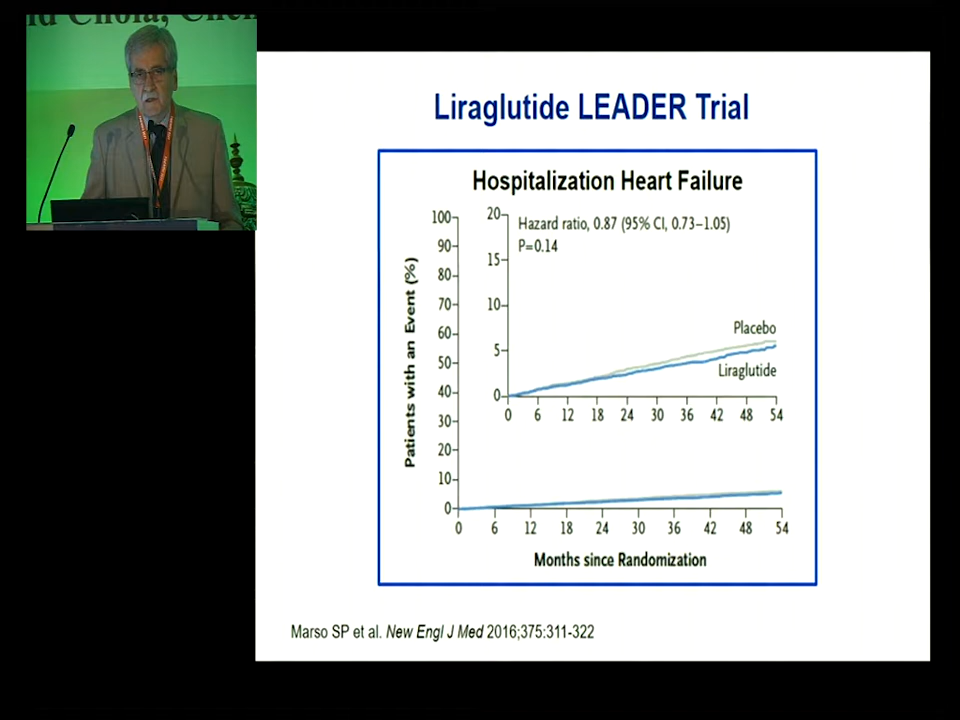 nd Chola, Chen
Liraglutide LEADER Trial
Hospitalization Heart Failure
Patients with an Event (%)
100
90
80
70
60
50
40
30
20
10
0
20
15
10
5
0
Hazard ratio, 0.87 (95% CI, 0.73–1.05)
P=0.14
Placebo
Liraglutide
0 6 12 18 24 30 36 42 48 54
0 6 12 18 24 30 36 42 48 54
Months since Randomization
Marso SP et al. New Engl J Med 2016;375:311-322